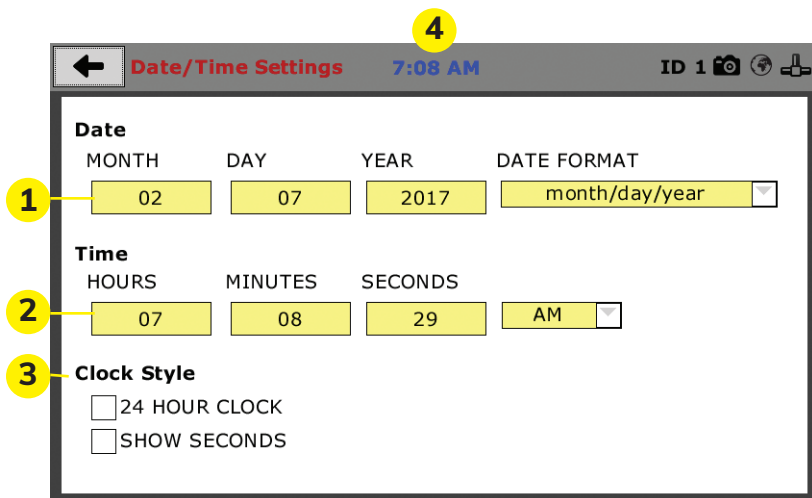 4
Date/Time Settings 7:08 AM ID 1
Date
MONTH DAY YEAR DATE FORMAT
1 02 07 2017 month/day/year
Time
HOURS MINUTES SECONDS
2 07 08 29 AM
3 Clock Style
24 HOUR CLOCK
SHOW SECONDS